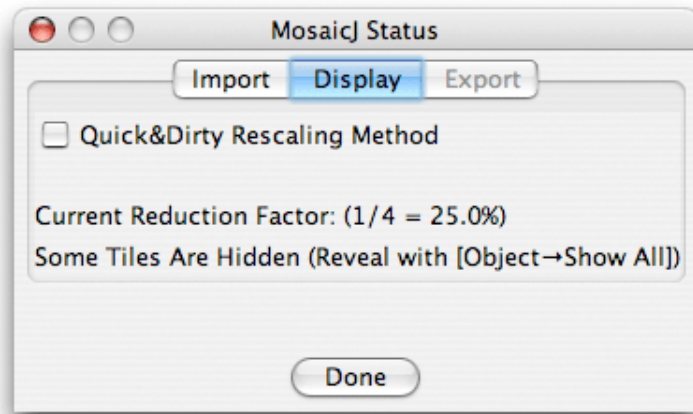 MosaicJ Status
Import Display Export
Quick&Dirty Rescaling Method
Current Reduction Factor: (1/4 = 25.0%)
Some Tiles Are Hidden (Reveal with [Object→Show All])
Done